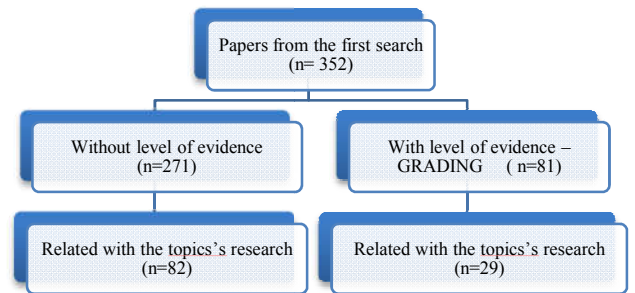 Papers from the first search
(n= 352)
Without level of evidence
(n=271)
With level of evidence –
GRADING ( n=81)
Related with the topics’s research
(n=82)
Related with the topics’s research
(n=29)